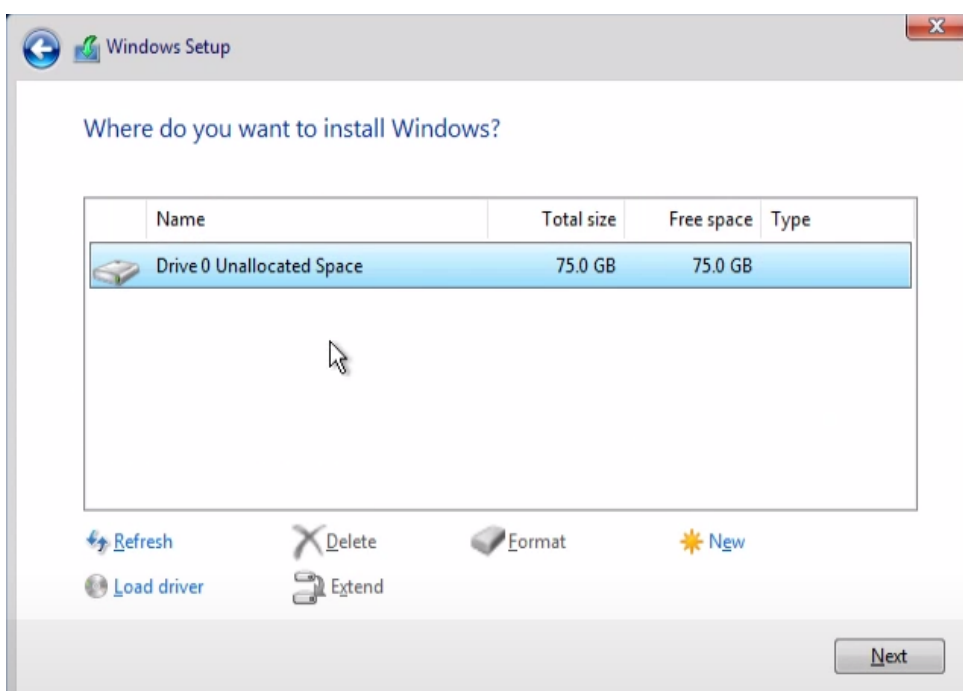 Windows Setup
Where do you want to install Windows?
Name Total size Free space Type
Drive 0 Unallocated Space 75.0 GB 75.0 GB
Refresh Delete Format New
Load driver Extend
Next